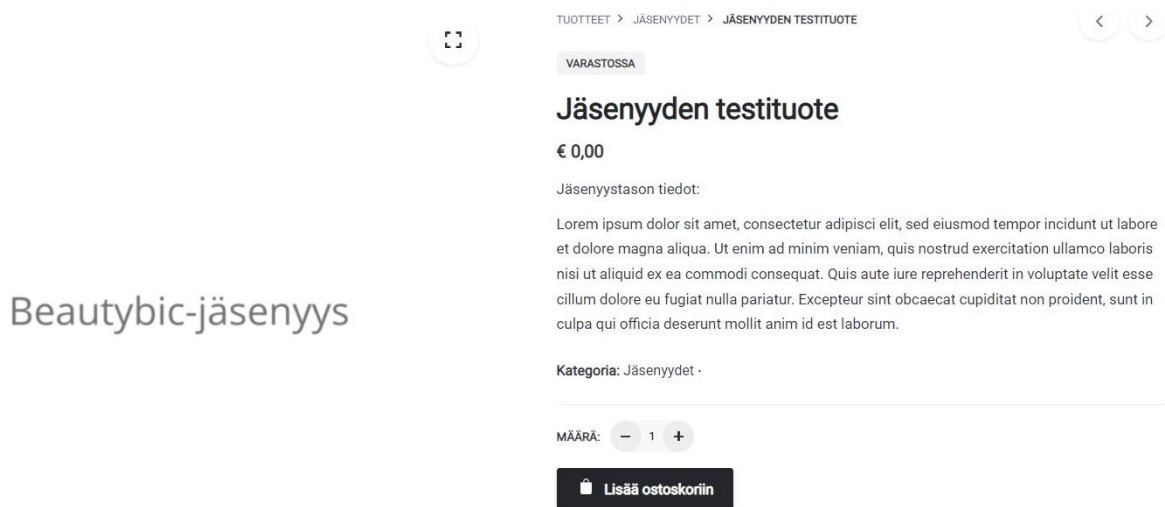 TUOTTEET > JÄSENYYDET > JÄSENYYDEN TESTITUOTE
VARASTOSSA
Jäsenyyden testituote
€ 0,00
Jäsenyystason tiedot:
Lorem ipsum dolor sit amet, consectetur adipisci elit, sed eiusmod tempor incidunt ut labore
et dolore magna aliqua. Ut enim ad minim veniam, quis nostrud exercitation ullamco laboris
nisi ut aliquid ex ea commodi consequat. Quis aute iure reprehenderit in voluptate velit esse
cillum dolore eu fugiat nulla pariatur. Excepteur sint obcaecat cupiditat non proident, sunt in
culpa qui officia deserunt mollit anim id est laborum.
Beautybic-jäsenyys
Kategoria: Jäsenyydet ·
MÄÄRÄ: − 1 +
Lisää ostoskoriin